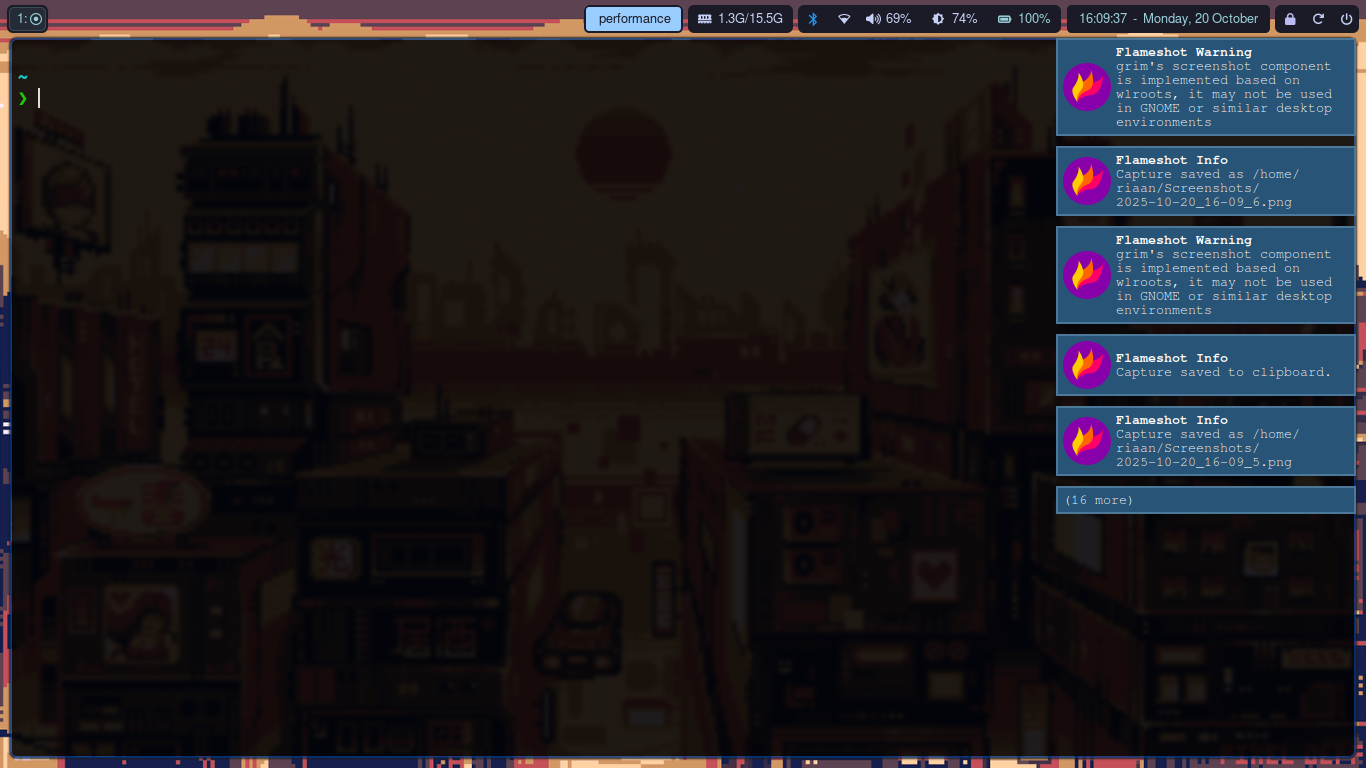 1:
performance
1.3G/15.5G
69%
74%
100%
16:09:37 - Monday, 20 October
~
❯
Flameshot Warning
grim's screenshot component
is implemented based on
wlroots, it may not be used
in GNOME or similar desktop
environments
Flameshot Info
Capture saved as /home/
riaan/Screenshots/
2025-10-20_16-09_6.png
Flameshot Warning
grim's screenshot component
is implemented based on
wlroots, it may not be used
in GNOME or similar desktop
environments
Flameshot Info
Capture saved to clipboard.
Flameshot Info
Capture saved as /home/
riaan/Screenshots/
2025-10-20_16-09_5.png
(16 more)
食